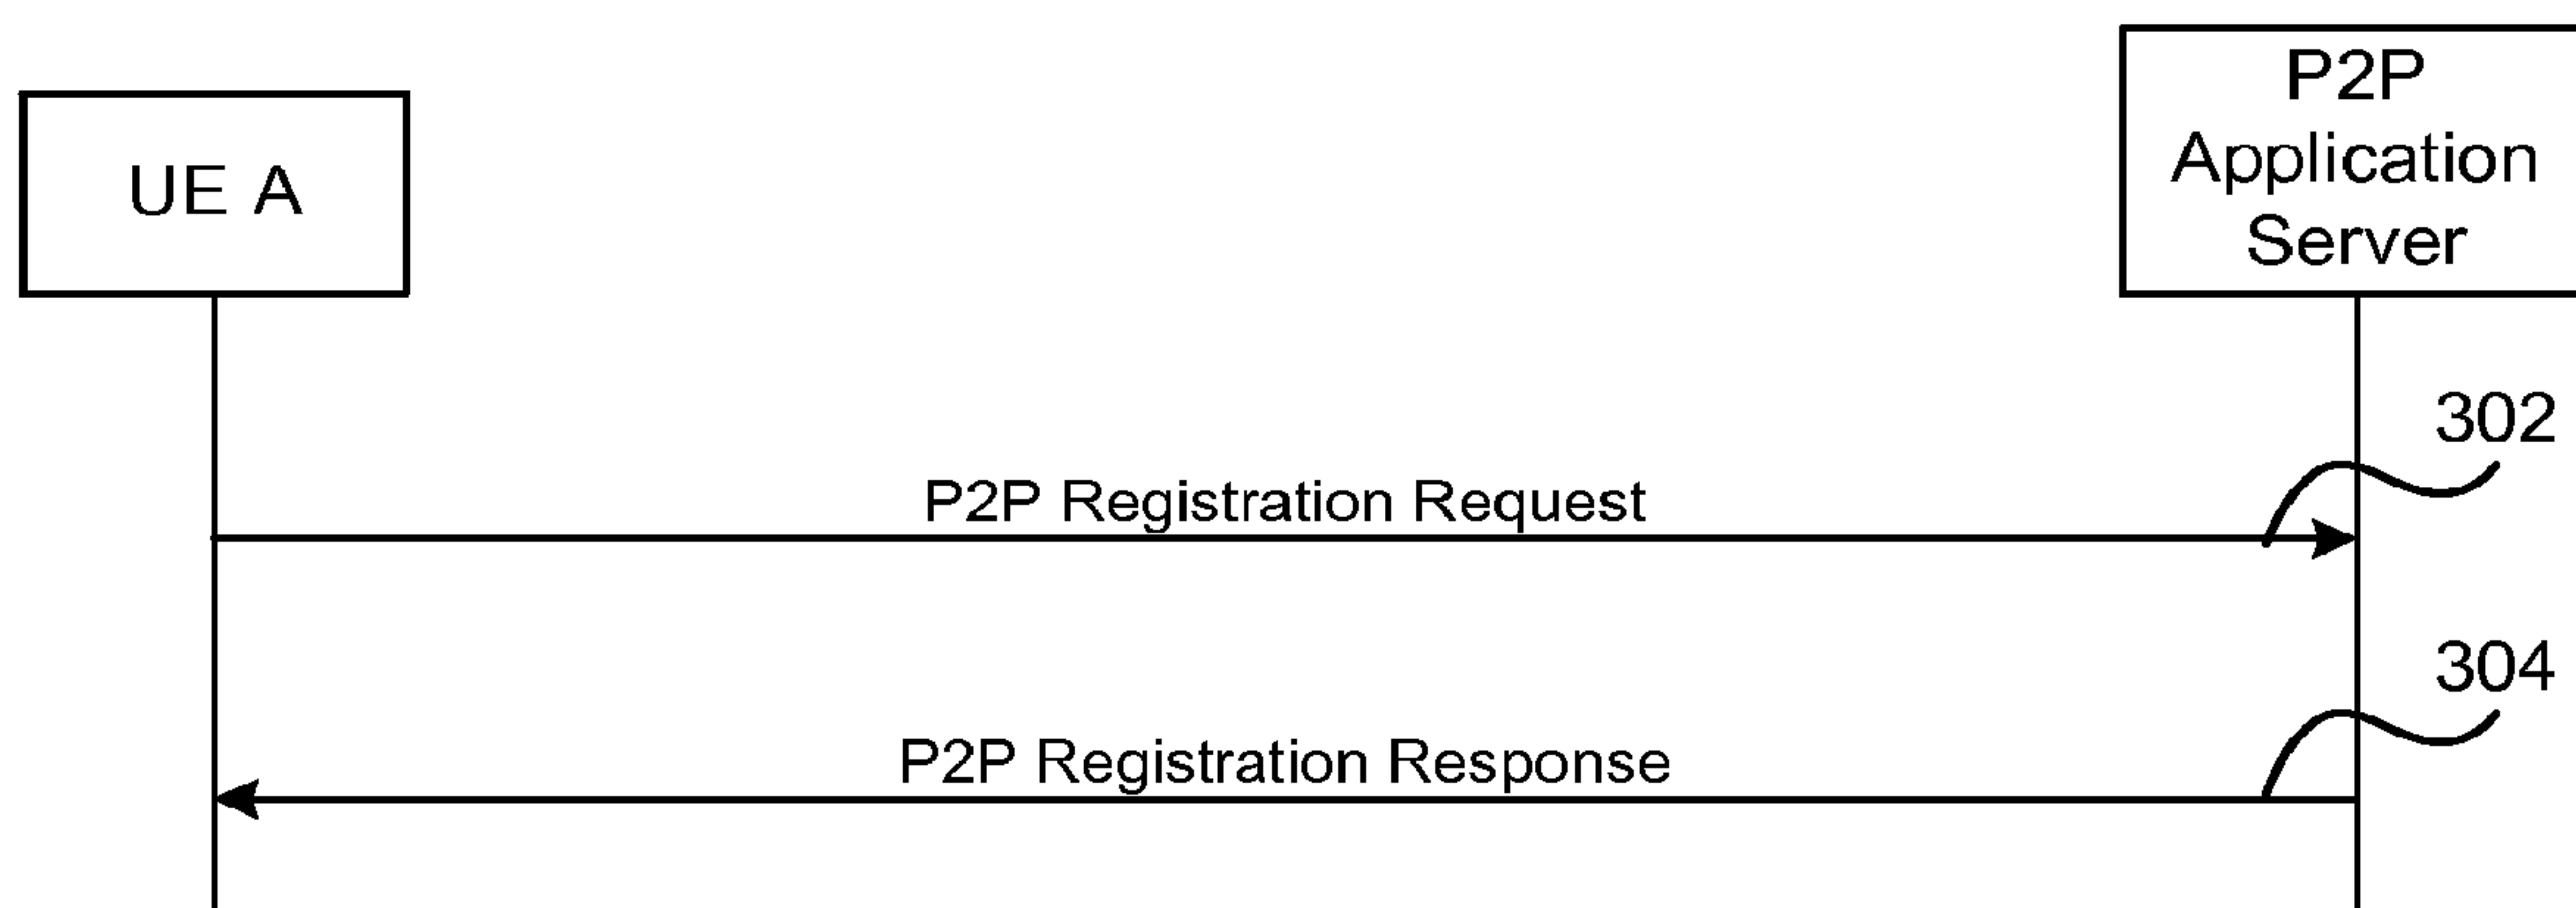 UE A
P2P
Application
Server
302
P2P Registration Request
304
P2P Registration Response